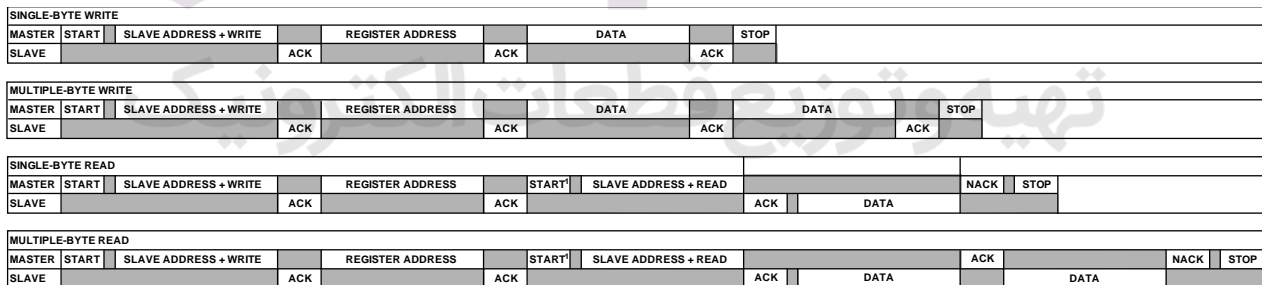 SINGLE-BYTE WRITE
MASTER START SLAVE ADDRESS + WRITE REGISTER ADDRESS DATA STOP
SLAVE ACK ACK ACK
تهیه و توزیع قطعات الکترونیک
MULTIPLE-BYTE WRITE
MASTER START SLAVE ADDRESS + WRITE REGISTER ADDRESS DATA DATA STOP
SLAVE ACK ACK ACK ACK
SINGLE-BYTE READ
MASTER START SLAVE ADDRESS + WRITE REGISTER ADDRESS START¹ SLAVE ADDRESS + READ NACK STOP
SLAVE ACK ACK ACK DATA
MULTIPLE-BYTE READ
MASTER START SLAVE ADDRESS + WRITE REGISTER ADDRESS START¹ SLAVE ADDRESS + READ ACK NACK STOP
SLAVE ACK ACK ACK DATA DATA